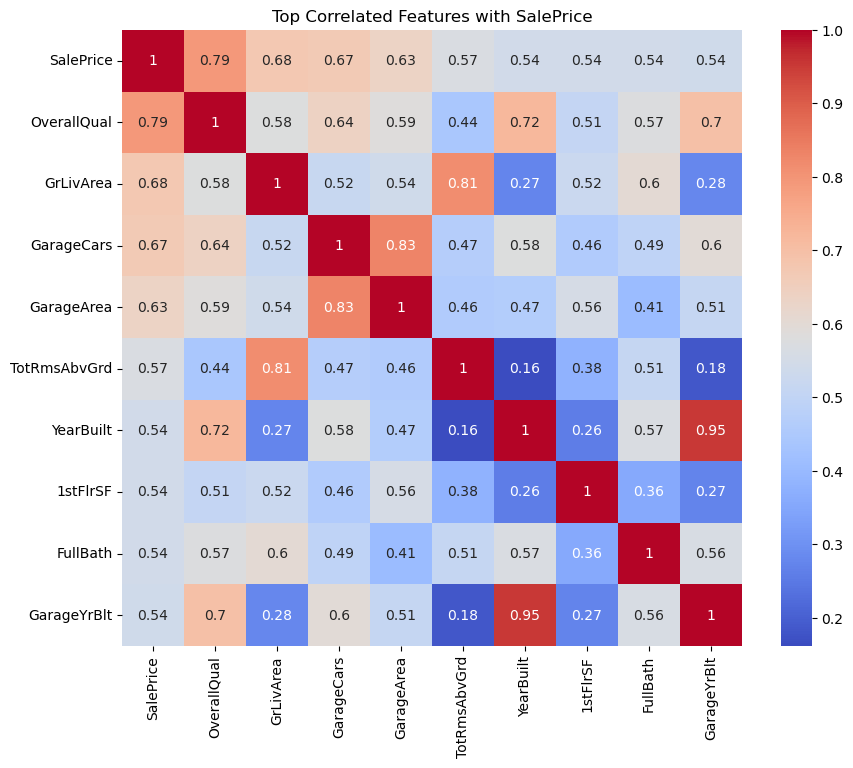 Top Correlated Features with SalePrice
SalePrice 1 0.79 0.68 0.67 0.63 0.57 0.54 0.54 0.54 0.54
OverallQual 0.79 1 0.58 0.64 0.59 0.44 0.72 0.51 0.57 0.7
GrLivArea 0.68 0.58 1 0.52 0.54 0.81 0.27 0.52 0.6 0.28
GarageCars 0.67 0.64 0.52 1 0.83 0.47 0.58 0.46 0.49 0.6
GarageArea 0.63 0.59 0.54 0.83 1 0.46 0.47 0.56 0.41 0.51
TotRmsAbvGrd 0.57 0.44 0.81 0.47 0.46 1 0.16 0.38 0.51 0.18
YearBuilt 0.54 0.72 0.27 0.58 0.47 0.16 1 0.26 0.57 0.95
1stFlrSF 0.54 0.51 0.52 0.46 0.56 0.38 0.26 1 0.36 0.27
FullBath 0.54 0.57 0.6 0.49 0.41 0.51 0.57 0.36 1 0.56
GarageYrBlt 0.54 0.7 0.28 0.6 0.51 0.18 0.95 0.27 0.56 1
SalePrice
OverallQual
GrLivArea
GarageCars
GarageArea
TotRmsAbvGrd
YearBuilt
1stFlrSF
FullBath
GarageYrBlt
1.0
0.9
0.8
0.7
0.6
0.5
0.4
0.3
0.2